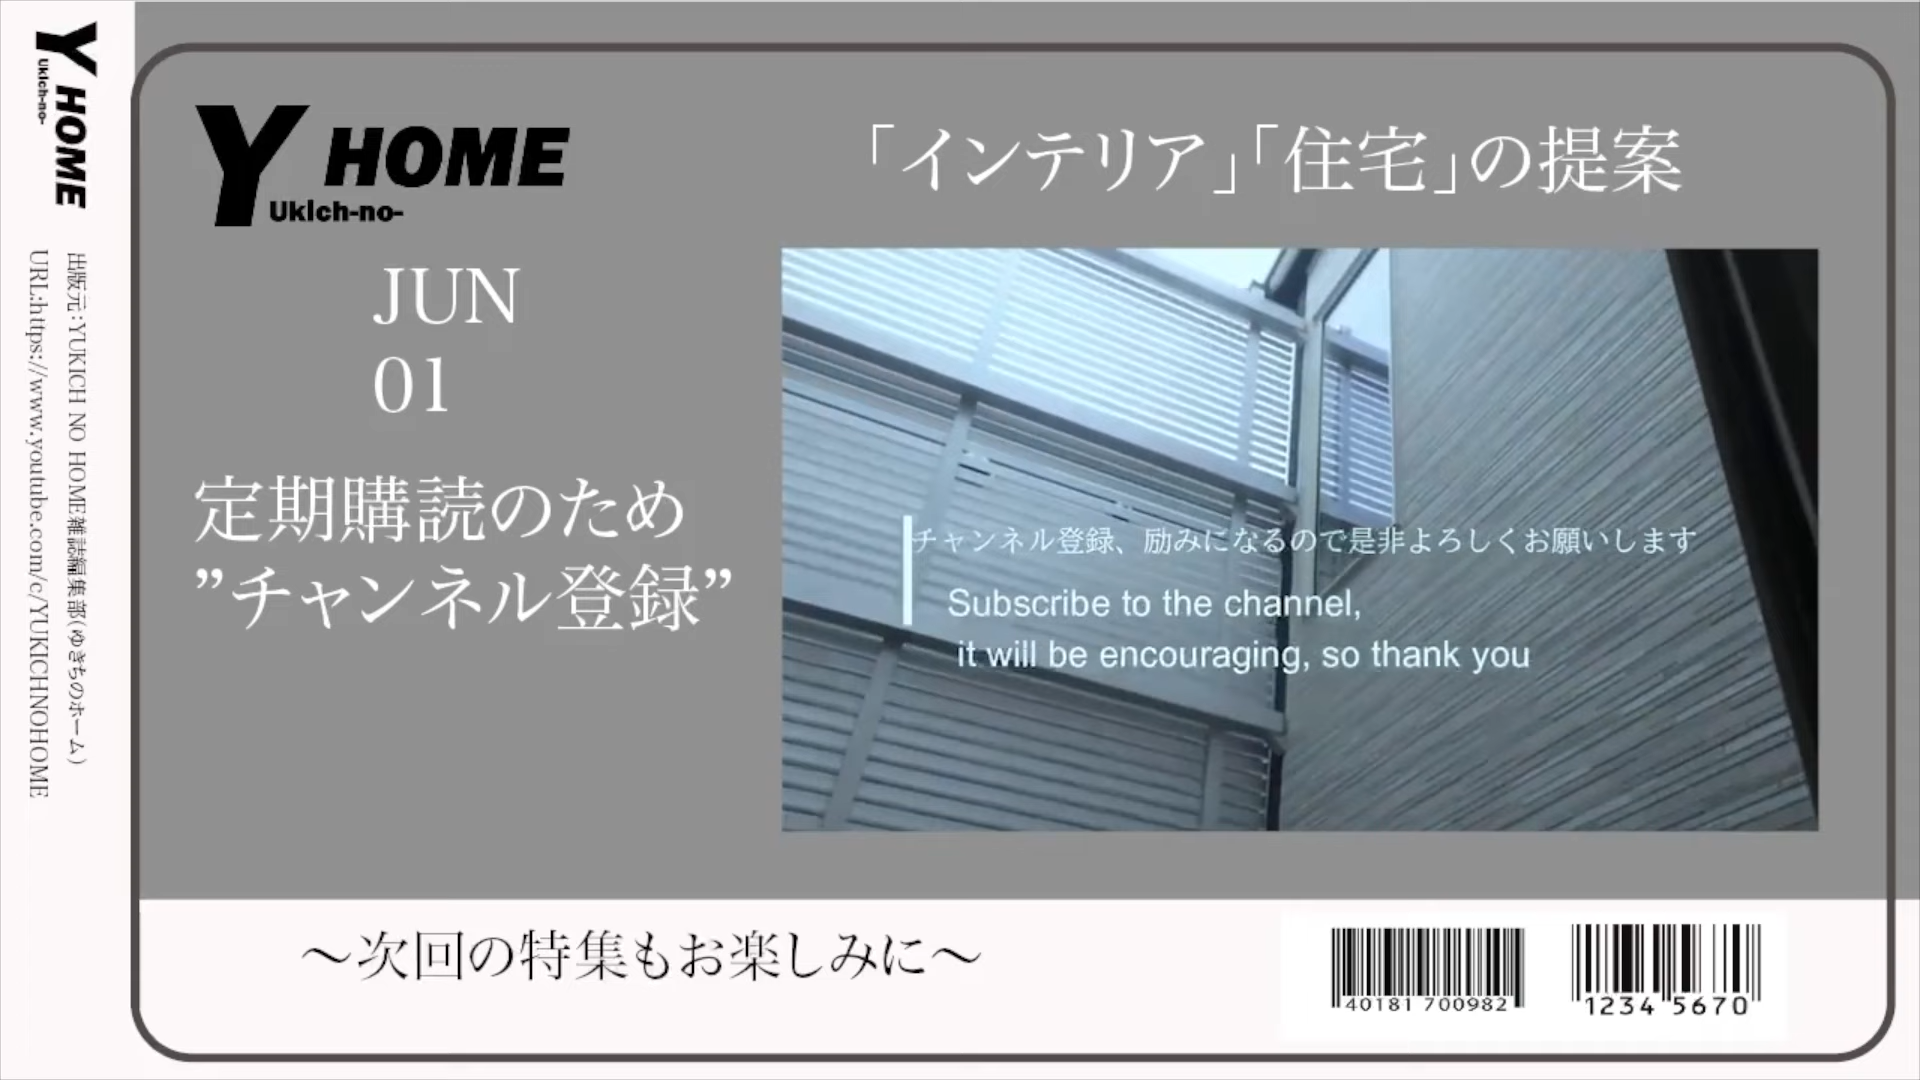 Y HOME
Ukich-no-
出版元:YUKICH NO HOME雑誌編集部(ゆきちのホーム)
URL:https://www.youtube.com/c/YUKICHNOHOME
Y HOME
Ukich-no-
JUN
01
定期購読のため
”チャンネル登録”
「インテリア」「住宅」の提案
チャンネル登録、励みになるので是非よろしくお願いします
Subscribe to the channel,
it will be encouraging, so thank you
～次回の特集もお楽しみに～
40181 700982
1234 5670